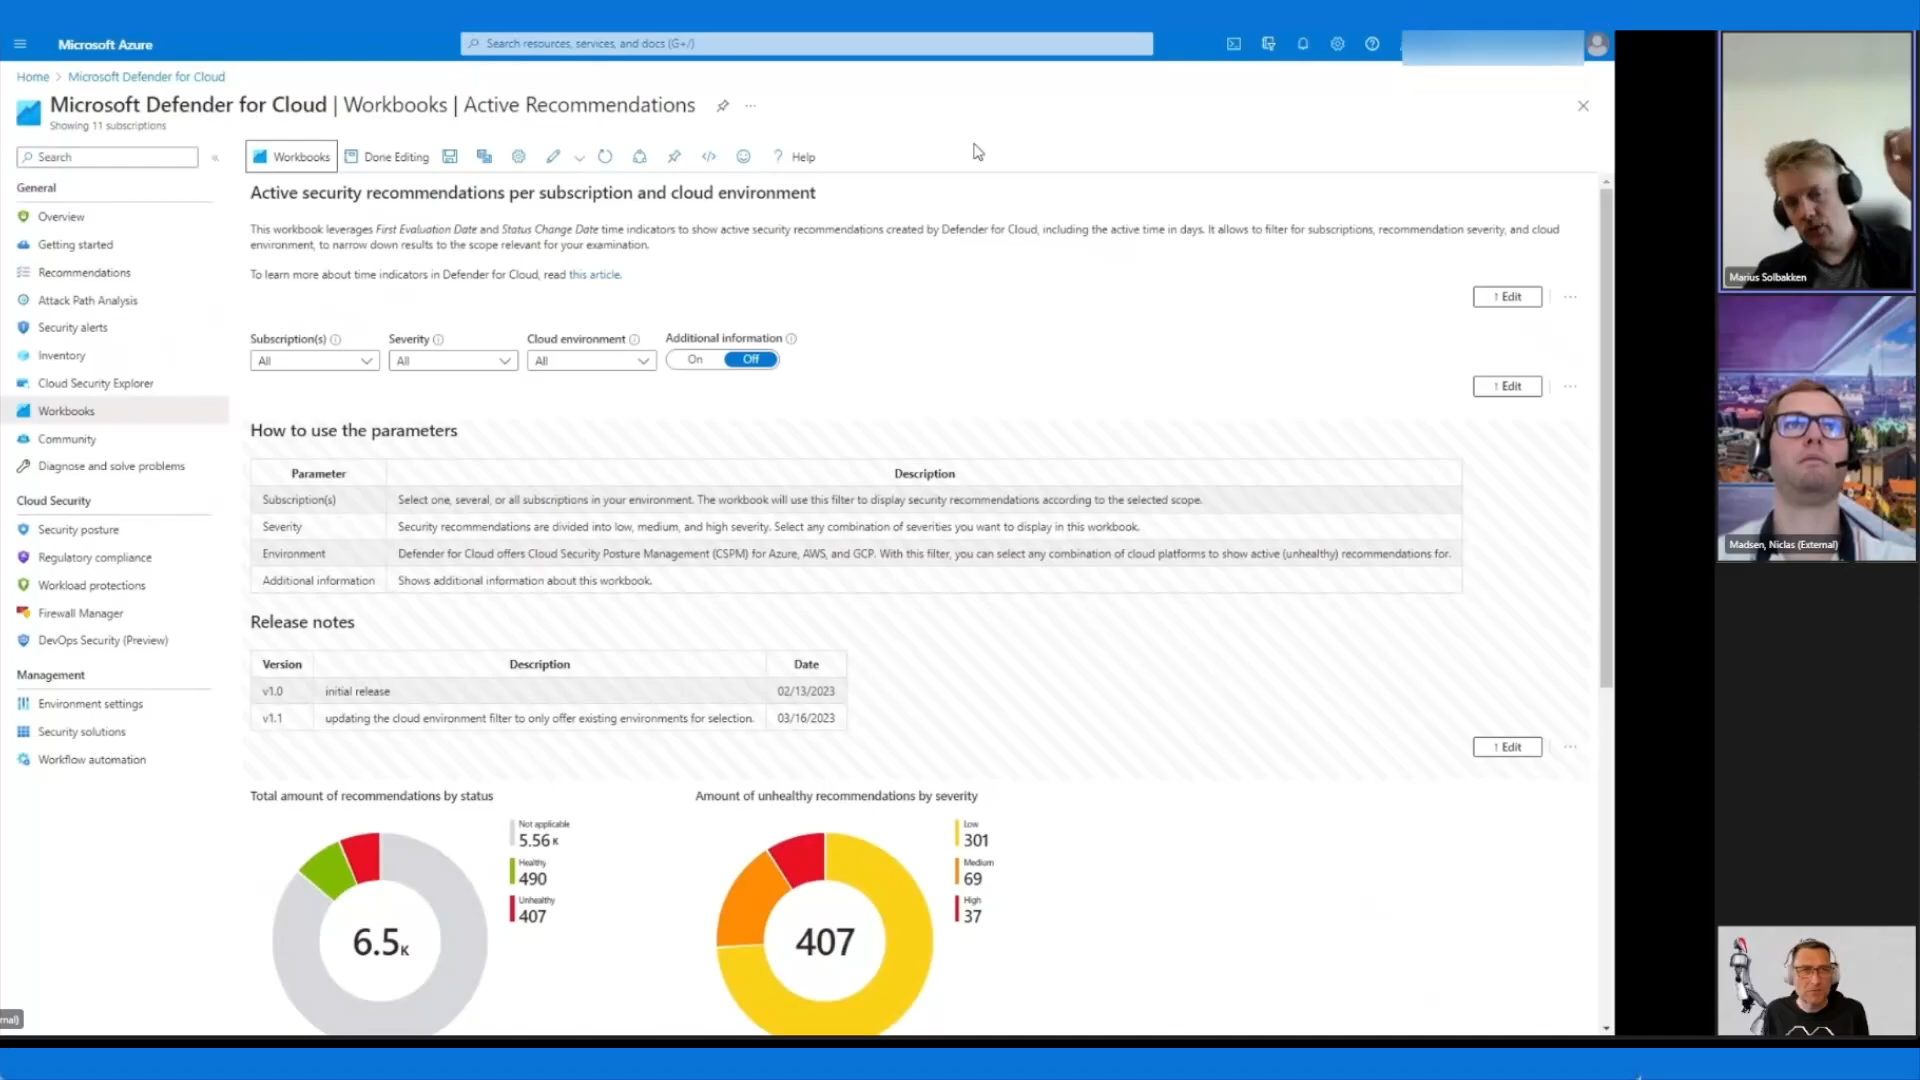 Microsoft Azure
Search resources, services, and docs (G+/)
Home > Microsoft Defender for Cloud
Microsoft Defender for Cloud | Workbooks | Active Recommendations
Showing 11 subscriptions
Search
General
Overview
Getting started
Recommendations
Attack Path Analysis
Security alerts
Inventory
Cloud Security Explorer
Workbooks
Community
Diagnose and solve problems
Cloud Security
Security posture
Regulatory compliance
Workload protections
Firewall Manager
DevOps Security (Preview)
Management
Environment settings
Security solutions
Workflow automation
Workbooks Done Editing Help
Active security recommendations per subscription and cloud environment
This workbook leverages First Evaluation Date and Status Change Date time indicators to show active security recommendations created by Defender for Cloud, including the active time in days. It allows to filter for subscriptions, recommendation severity, and cloud
environment, to narrow down results to the scope relevant for your examination.
To learn more about time indicators in Defender for Cloud, read this article.
↑ Edit
Subscription(s) Severity Cloud environment Additional information
All All All On Off
↑ Edit
How to use the parameters
Parameter Description
Subscription(s) Select one, several, or all subscriptions in your environment. The workbook will use this filter to display security recommendations according to the selected scope.
Severity Security recommendations are divided into low, medium, and high severity. Select any combination of severities you want to display in this workbook.
Environment Defender for Cloud offers Cloud Security Posture Management (CSPM) for Azure, AWS, and GCP. With this filter, you can select any combination of cloud platforms to show active (unhealthy) recommendations for.
Additional information Shows additional information about this workbook.
Release notes
Version Description Date
v1.0 initial release 02/13/2023
v1.1 updating the cloud environment filter to only offer existing environments for selection. 03/16/2023
↑ Edit
Total amount of recommendations by status
6.5K
Not applicable
5.56K
Healthy
490
Unhealthy
407
Amount of unhealthy recommendations by severity
407
Low
301
Medium
69
High
37
Marius Solbakken
Madsen, Niclas (External)
rnal)